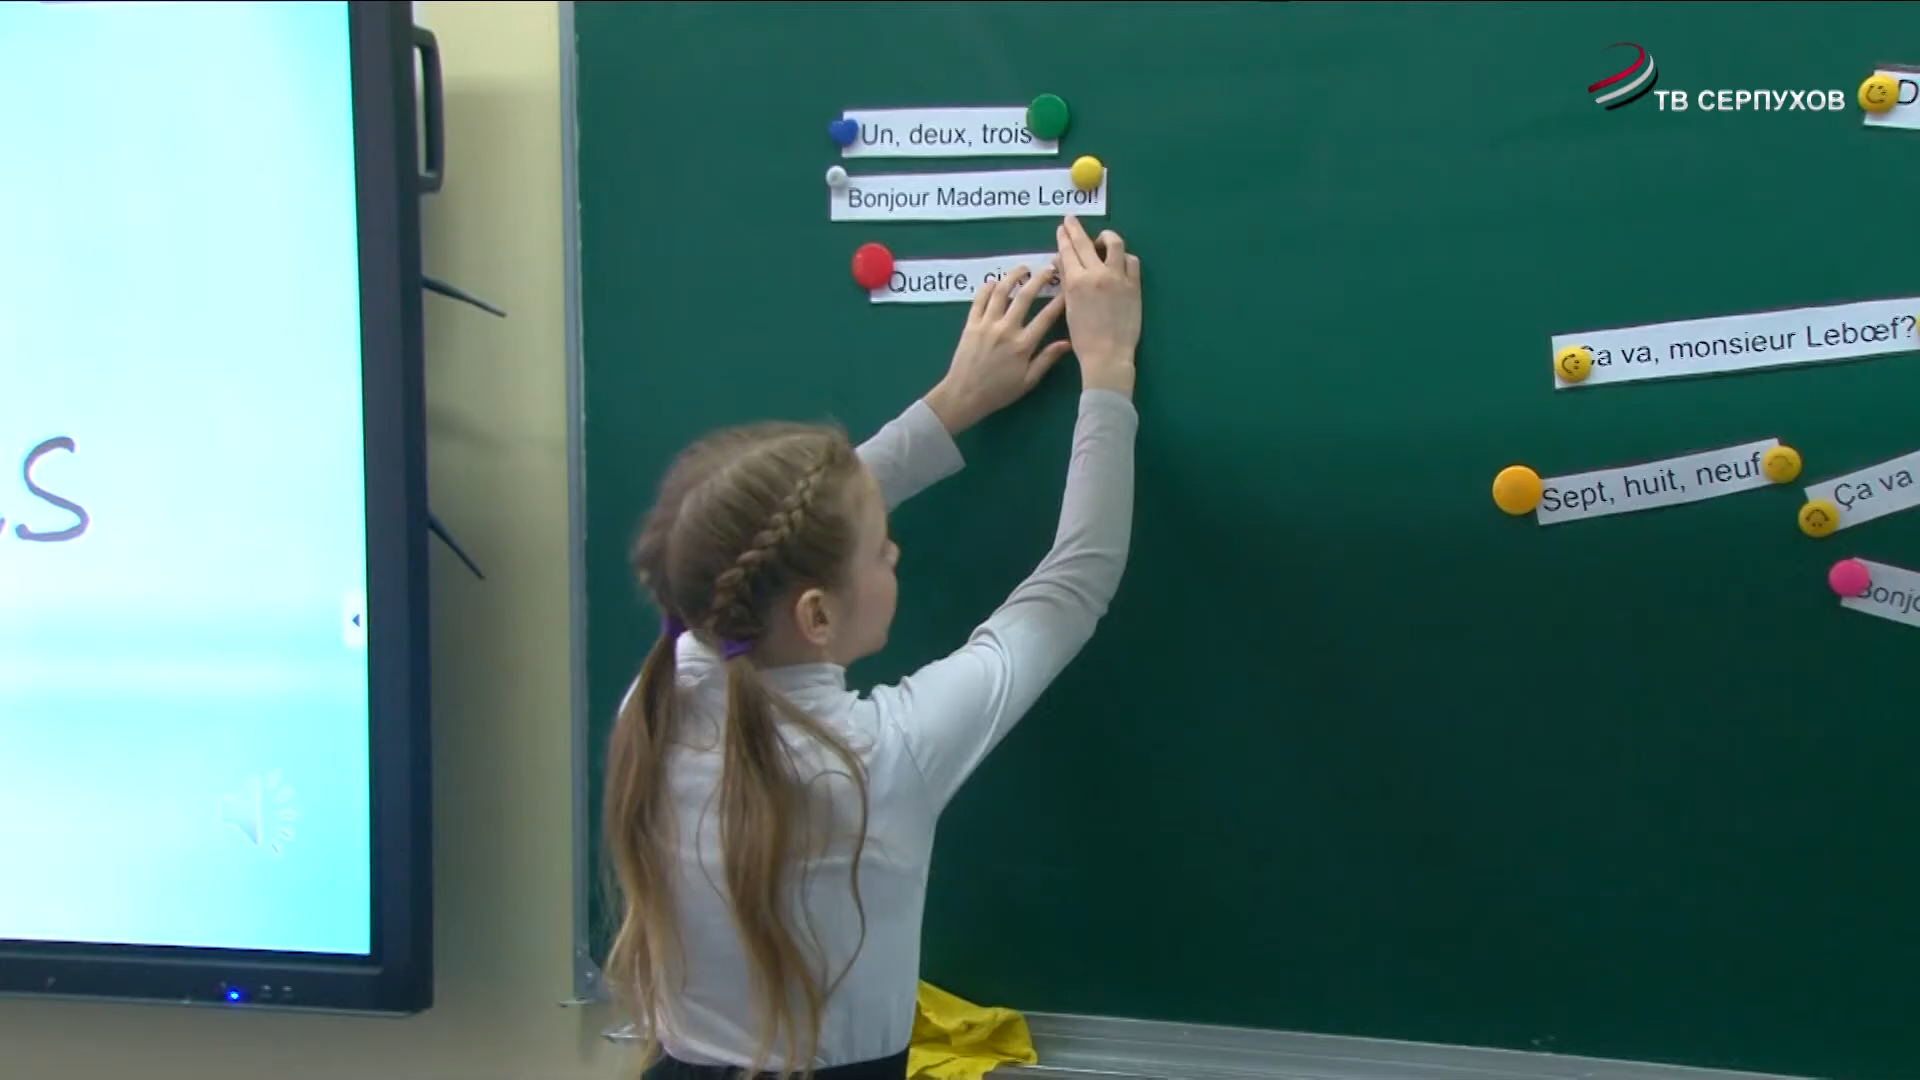 ТВ СЕРПУХОВ
Un, deux, trois
Bonjour Madame Leroi!
Quatre,
Ça va, monsieur Lebœf?
Sept, huit, neuf
Ça va